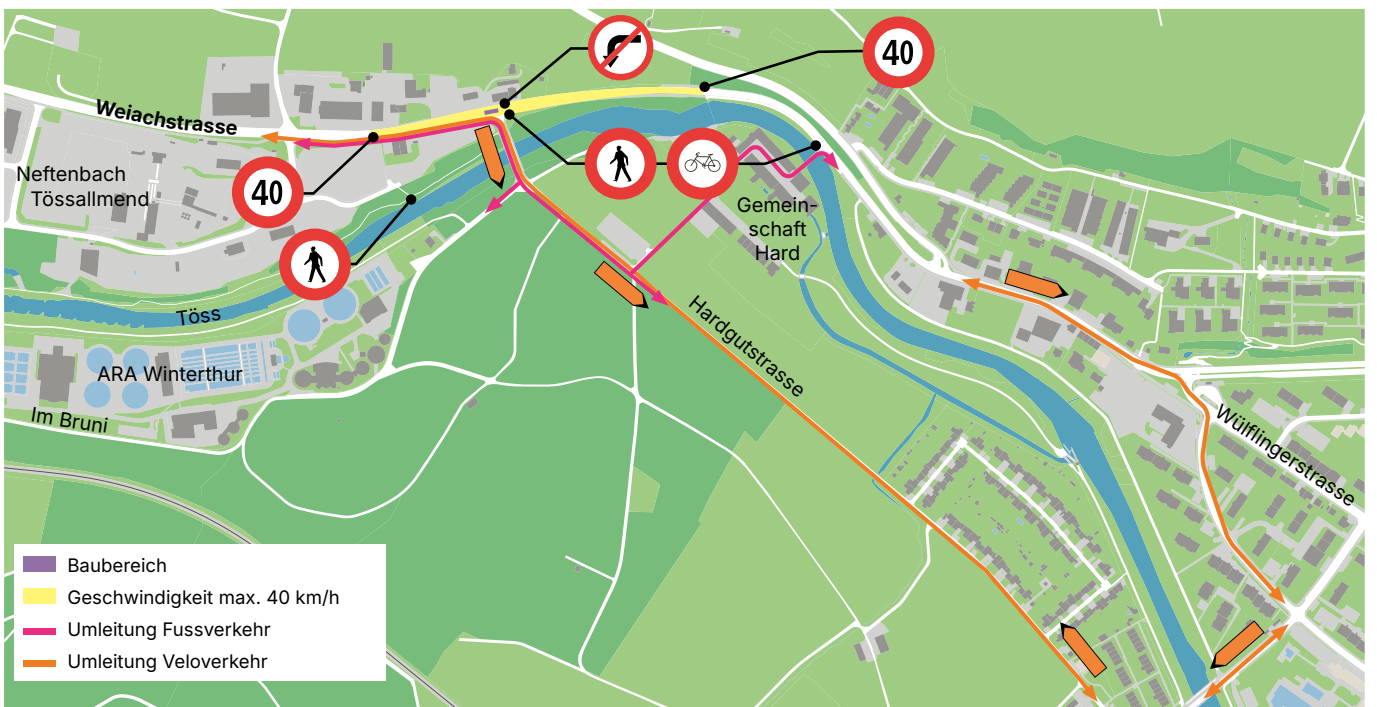 40
Weiachstrasse
Neftenbach
Tössallmend
40
Gemein-
schaft
Hard
Töss
Hardgutstrasse
ARA Winterthur
Im Bruni
Wülflingerstrasse
Baubereich
Geschwindigkeit max. 40 km/h
Umleitung Fussverkehr
Umleitung Veloverkehr